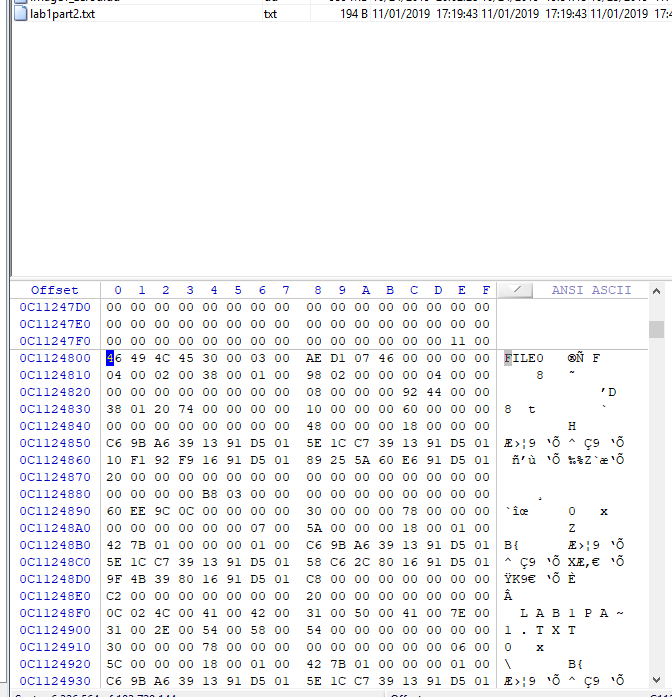 lab1part2.txt txt 194 B 11/01/2019 17:19:43 11/01/2019 17:19:43 11/01/2019 17:4
Offset 0 1 2 3 4 5 6 7 8 9 A B C D E F ANSI ASCII
0C11247D0 00 00 00 00 00 00 00 00 00 00 00 00 00 00 00 00
0C11247E0 00 00 00 00 00 00 00 00 00 00 00 00 00 00 00 00
0C11247F0 00 00 00 00 00 00 00 00 00 00 00 00 00 00 11 00
0C1124800 46 49 4C 45 30 00 03 00 AE D1 07 46 00 00 00 00 FILE0 ®Ñ F
0C1124810 04 00 02 00 38 00 01 00 98 02 00 00 00 04 00 00 8 ˜
0C1124820 00 00 00 00 00 00 00 00 08 00 00 00 92 44 00 00 ’D
0C1124830 38 01 20 74 00 00 00 00 10 00 00 00 60 00 00 00 8 t `
0C1124840 00 00 00 00 00 00 00 00 48 00 00 00 18 00 00 00 H
0C1124850 C6 9B A6 39 13 91 D5 01 5E 1C C7 39 13 91 D5 01 Æ›¦9 ‘Õ ^ Ç9 ‘Õ
0C1124860 10 F1 92 F9 16 91 D5 01 89 25 5A 60 E6 91 D5 01 ñ’ù ‘Õ ‰%Z`æ‘Õ
0C1124870 20 00 00 00 00 00 00 00 00 00 00 00 00 00 00 00
0C1124880 00 00 00 00 B8 03 00 00 00 00 00 00 00 00 00 00 ¸
0C1124890 60 EE 9C 0C 00 00 00 00 30 00 00 00 78 00 00 00 `îœ 0 x
0C11248A0 00 00 00 00 00 00 07 00 5A 00 00 00 18 00 01 00 Z
0C11248B0 42 7B 01 00 00 00 01 00 C6 9B A6 39 13 91 D5 01 B{ Æ›¦9 ‘Õ
0C11248C0 5E 1C C7 39 13 91 D5 01 58 C6 2C 80 16 91 D5 01 ^ Ç9 ‘Õ XÆ,€ ‘Õ
0C11248D0 9F 4B 39 80 16 91 D5 01 C8 00 00 00 00 00 00 00 ŸK9€ ‘Õ È
0C11248E0 C2 00 00 00 00 00 00 00 20 00 00 00 00 00 00 00 Â
0C11248F0 0C 02 4C 00 41 00 42 00 31 00 50 00 41 00 7E 00 L A B 1 P A ~
0C1124900 31 00 2E 00 54 00 58 00 54 00 00 00 00 00 00 00 1 . T X T
0C1124910 30 00 00 00 78 00 00 00 00 00 00 00 00 00 06 00 0 x
0C1124920 5C 00 00 00 18 00 01 00 42 7B 01 00 00 00 01 00 \ B{
0C1124930 C6 9B A6 39 13 91 D5 01 5E 1C C7 39 13 91 D5 01 Æ›¦9 ‘Õ ^ Ç9 ‘Õ